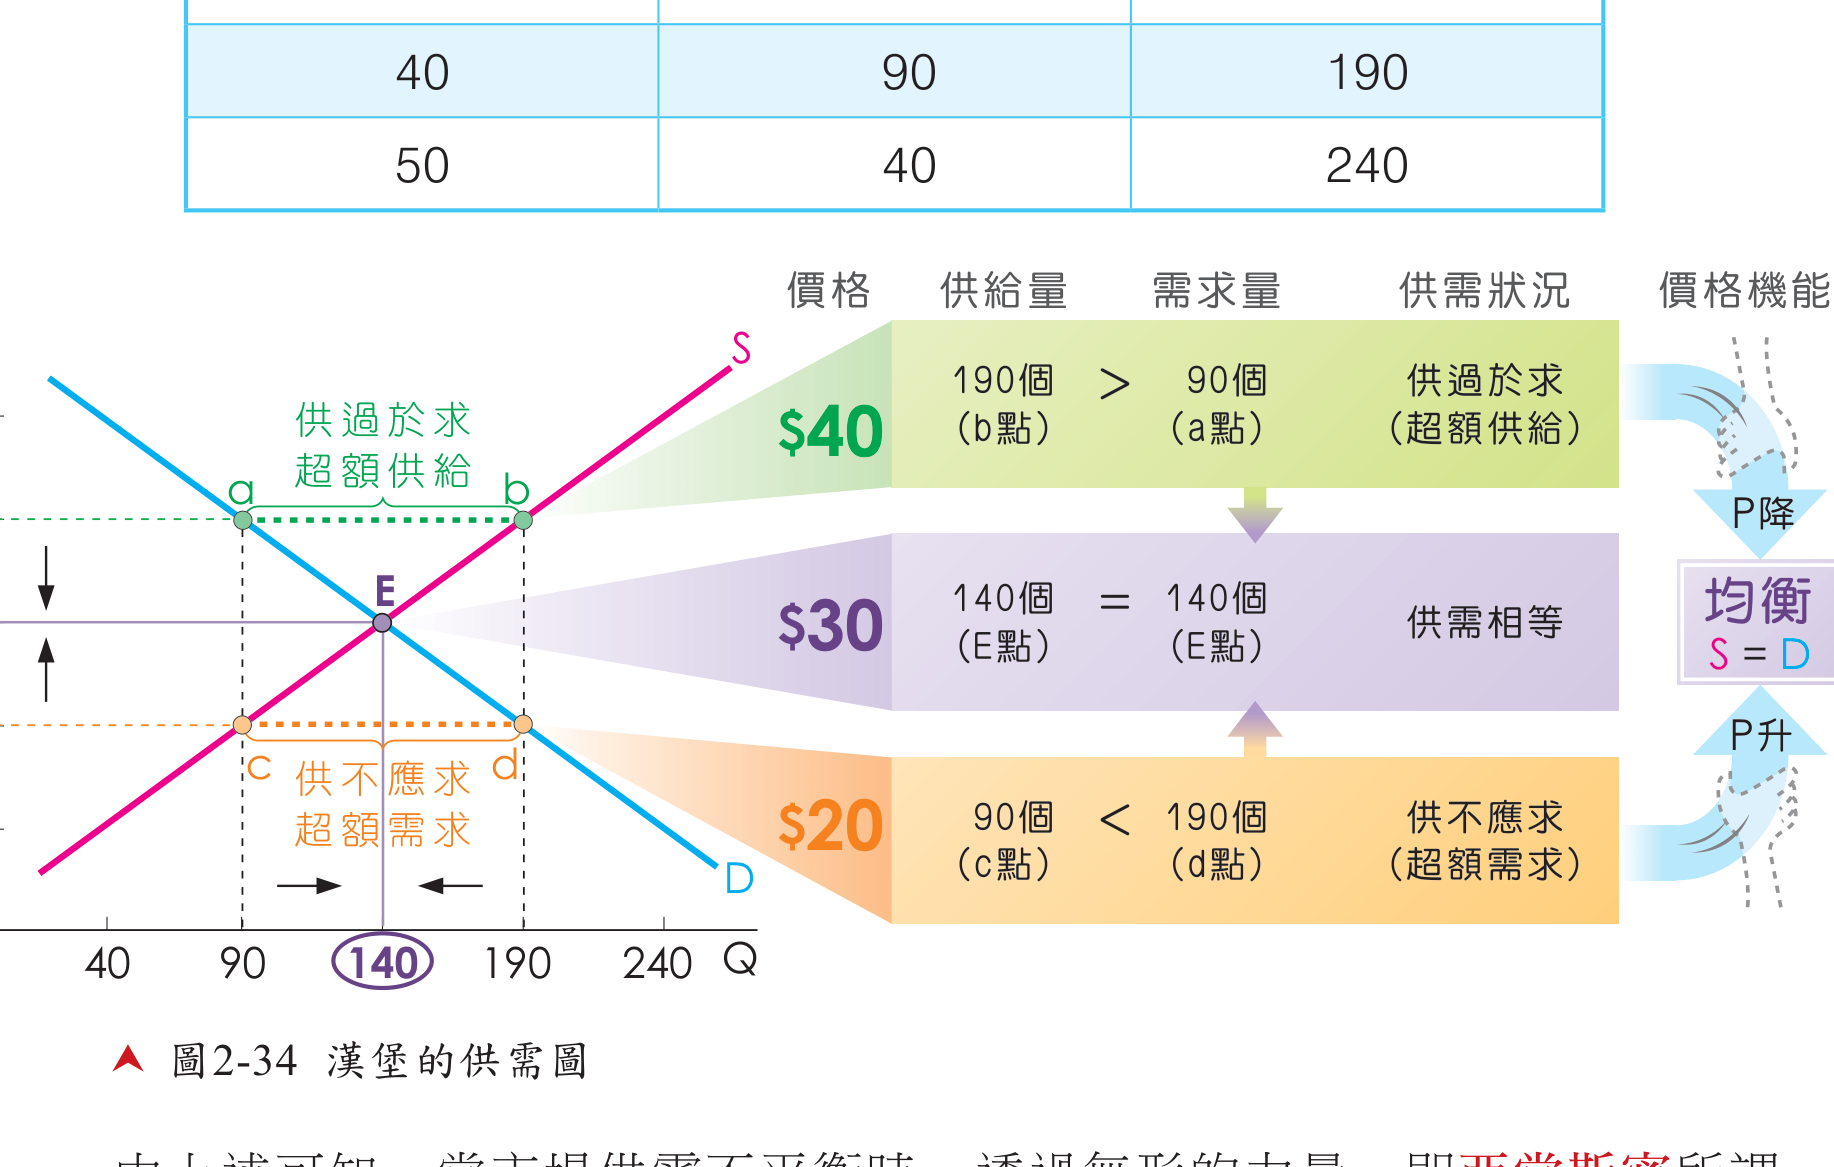 40 90 190
50 40 240
價格 供給量 需求量 供需狀況 價格機能
S
供過於求
超額供給
a b
$40
190個 > 90個 供過於求
(b點) (a點) (超額供給)
P降
E
$30
140個 = 140個 供需相等
(E點) (E點)
均衡
S = D
c d
供不應求
超額需求
D
$20
90個 < 190個 供不應求
(c點) (d點) (超額需求)
P升
40 90 140 190 240 Q
圖2-34 漢堡的供需圖